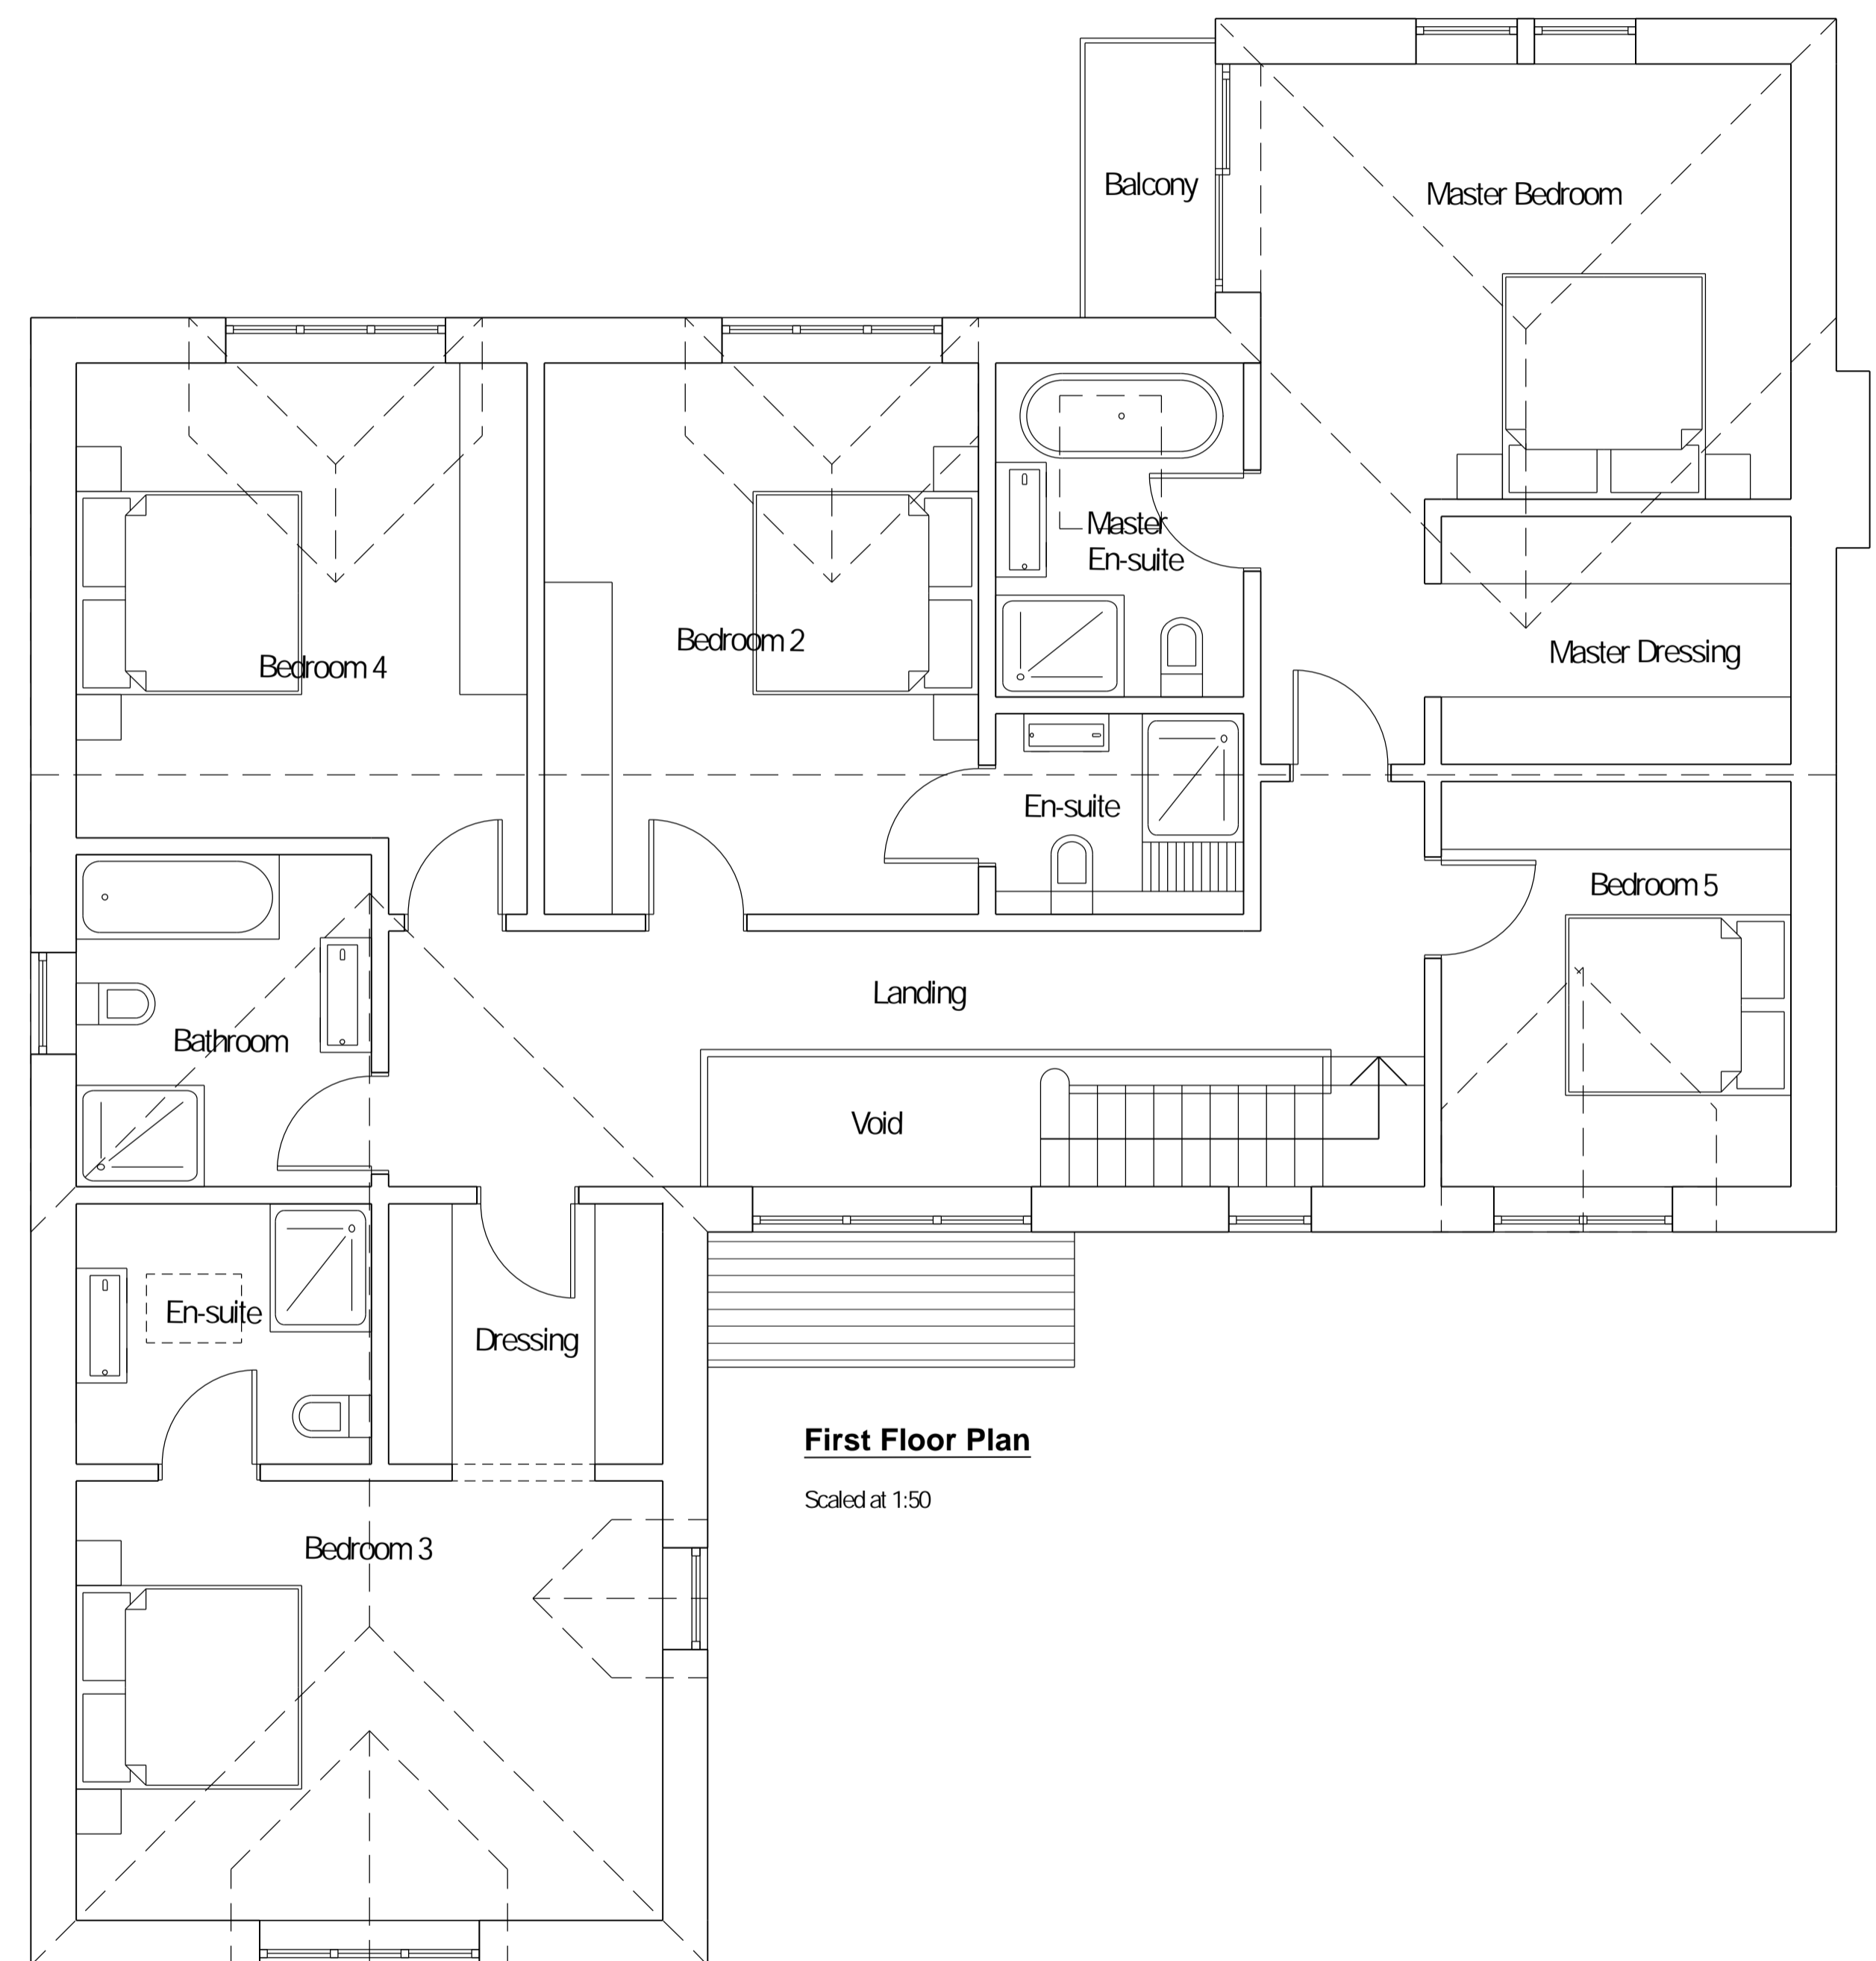 Balcony
Master Bedroom
Master
En-suite
Bedroom 2
Bedroom 4
Master Dressing
En-suite
Bedroom 5
Landing
Bathroom
Void
En-suite
Dressing
First Floor Plan
Scaled at 1:50
Bedroom 3